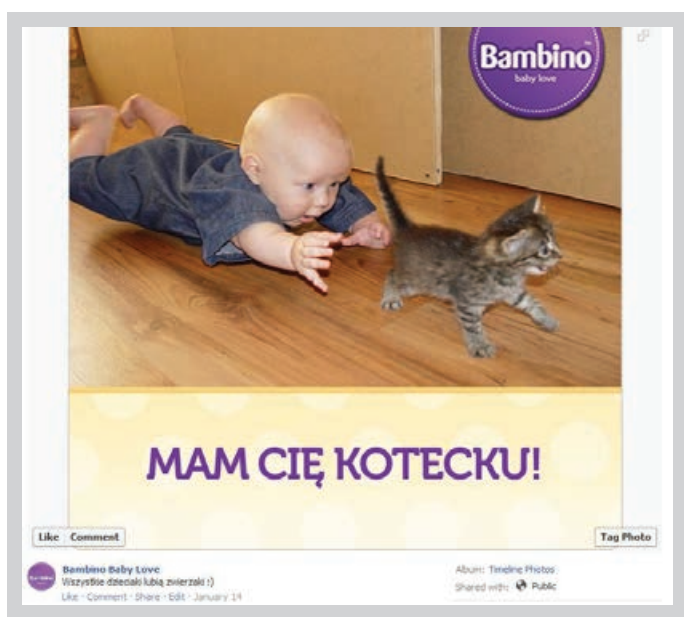 Bambino™
baby love
MAM CIĘ KOTECKU!
Like Comment
Tag Photo
Bambino Baby Love
Wszystkie dzieciaki lubią zwierzaki :)
Like · Comment · Share · Edit · January 14
Album: Timeline Photos
Shared with: Public